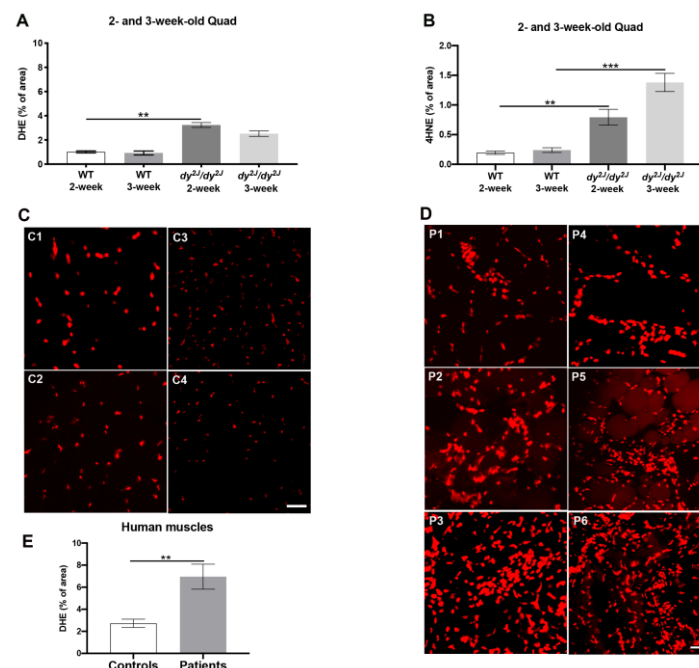 A
2- and 3-week-old Quad
DHE (% of area)
10
8
6
4
2
0
**
WT
2-week
WT
3-week
dy2J/dy2J
2-week
dy2J/dy2J
3-week
B
2- and 3-week-old Quad
4HNE (% of area)
2.0
1.5
1.0
0.5
0.0
***
**
WT
2-week
WT
3-week
dy2J/dy2J
2-week
dy2J/dy2J
3-week
C
C1
C3
C2
C4
D
P1
P4
P2
P5
P3
P6
E
Human muscles
DHE (% of area)
10
8
6
4
2
0
**
Controls
Patients